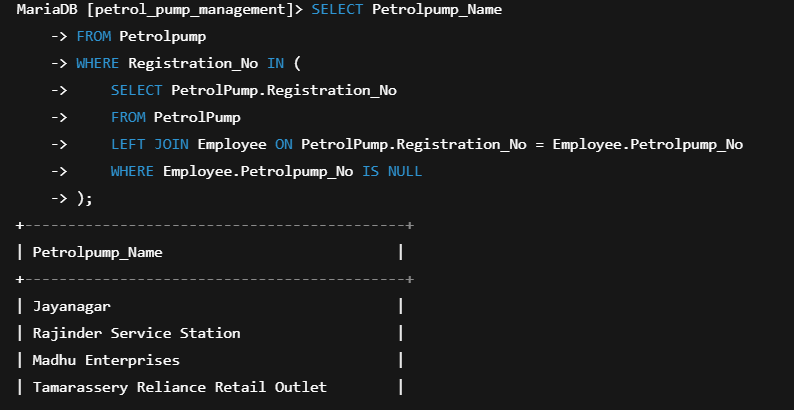 MariaDB [petrol_pump_management]> SELECT Petrolpump_Name
    -> FROM Petrolpump
    -> WHERE Registration_No IN (
    ->     SELECT PetrolPump.Registration_No
    ->     FROM PetrolPump
    ->     LEFT JOIN Employee ON PetrolPump.Registration_No = Employee.Petrolpump_No
    ->     WHERE Employee.Petrolpump_No IS NULL
    -> );
+------------------------------------------+
| Petrolpump_Name                          |
+------------------------------------------+
| Jayanagar                                |
| Rajinder Service Station                 |
| Madhu Enterprises                        |
| Tamarassery Reliance Retail Outlet       |